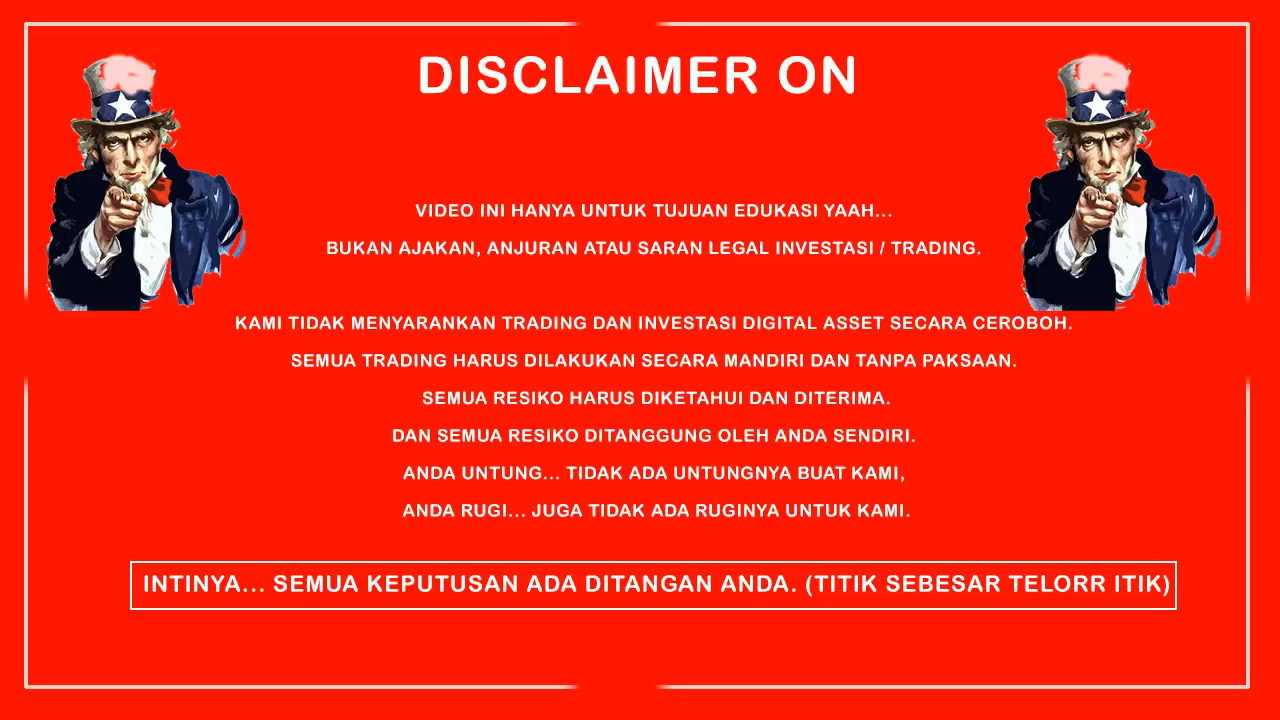 DISCLAIMER ON
VIDEO INI HANYA UNTUK TUJUAN EDUKASI YAAH...
BUKAN AJAKAN, ANJURAN ATAU SARAN LEGAL INVESTASI / TRADING.
KAMI TIDAK MENYARANKAN TRADING DAN INVESTASI DIGITAL ASSET SECARA CEROBOH.
SEMUA TRADING HARUS DILAKUKAN SECARA MANDIRI DAN TANPA PAKSAAN.
SEMUA RESIKO HARUS DIKETAHUI DAN DITERIMA.
DAN SEMUA RESIKO DITANGGUNG OLEH ANDA SENDIRI.
ANDA UNTUNG... TIDAK ADA UNTUNGNYA BUAT KAMI,
ANDA RUGI... JUGA TIDAK ADA RUGINYA UNTUK KAMI.
INTINYA... SEMUA KEPUTUSAN ADA DITANGAN ANDA. (TITIK SEBESAR TELORR ITIK)